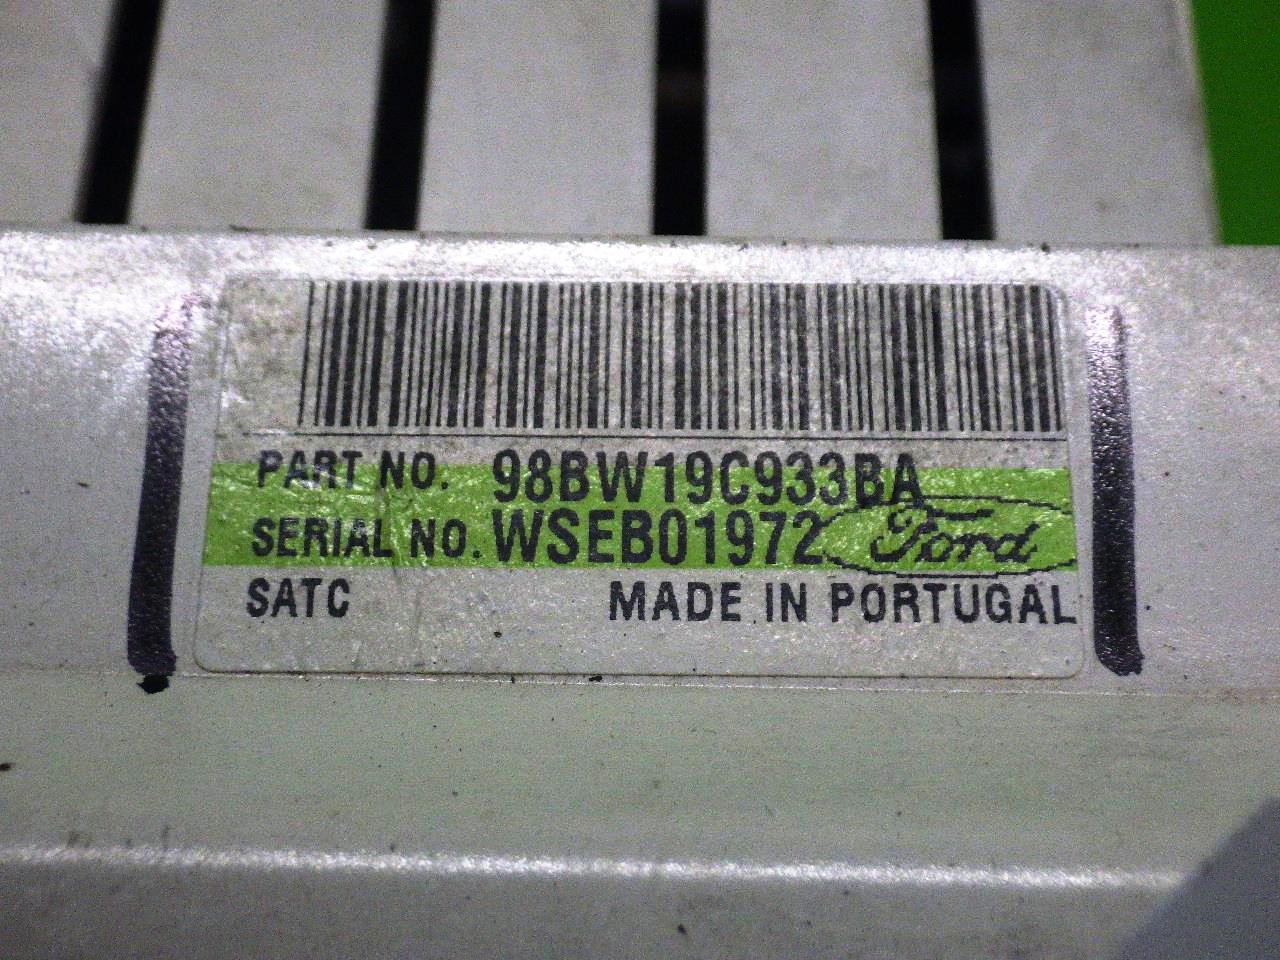 PART NO. 98BW19C933BA
SERIAL NO. WSEB01972 Ford
SATC MADE IN PORTUGAL